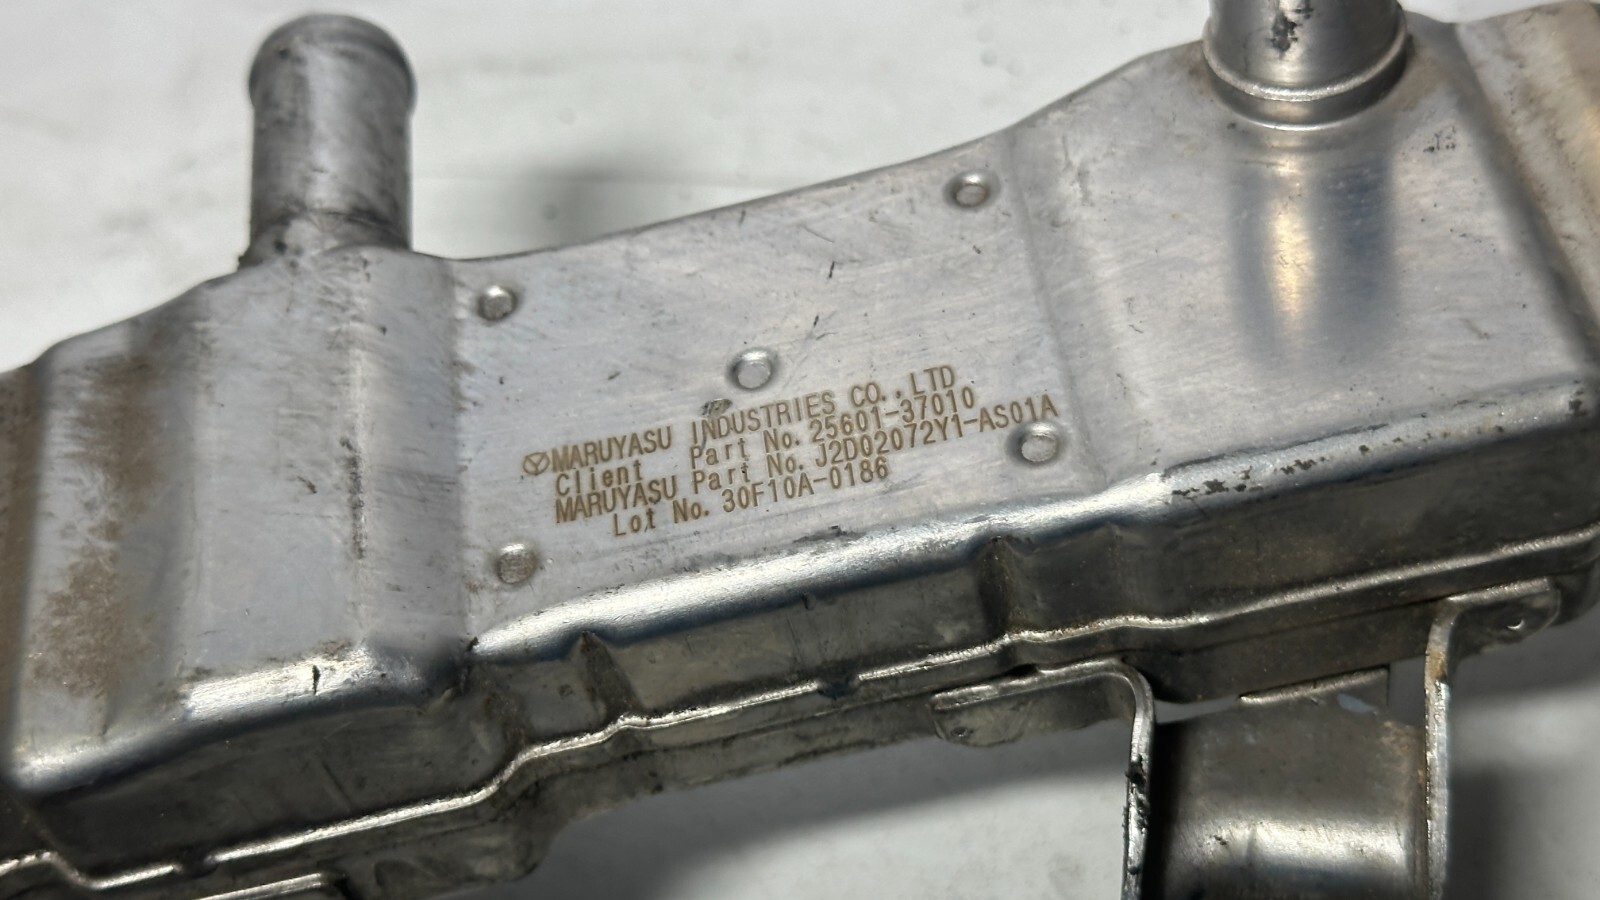 MARUYASU INDUSTRIES CO., LTD
Client Part No. 25601-37010
MARUYASU Part No. J2D02072Y1-AS01A
Lot No. 30F10A-0186